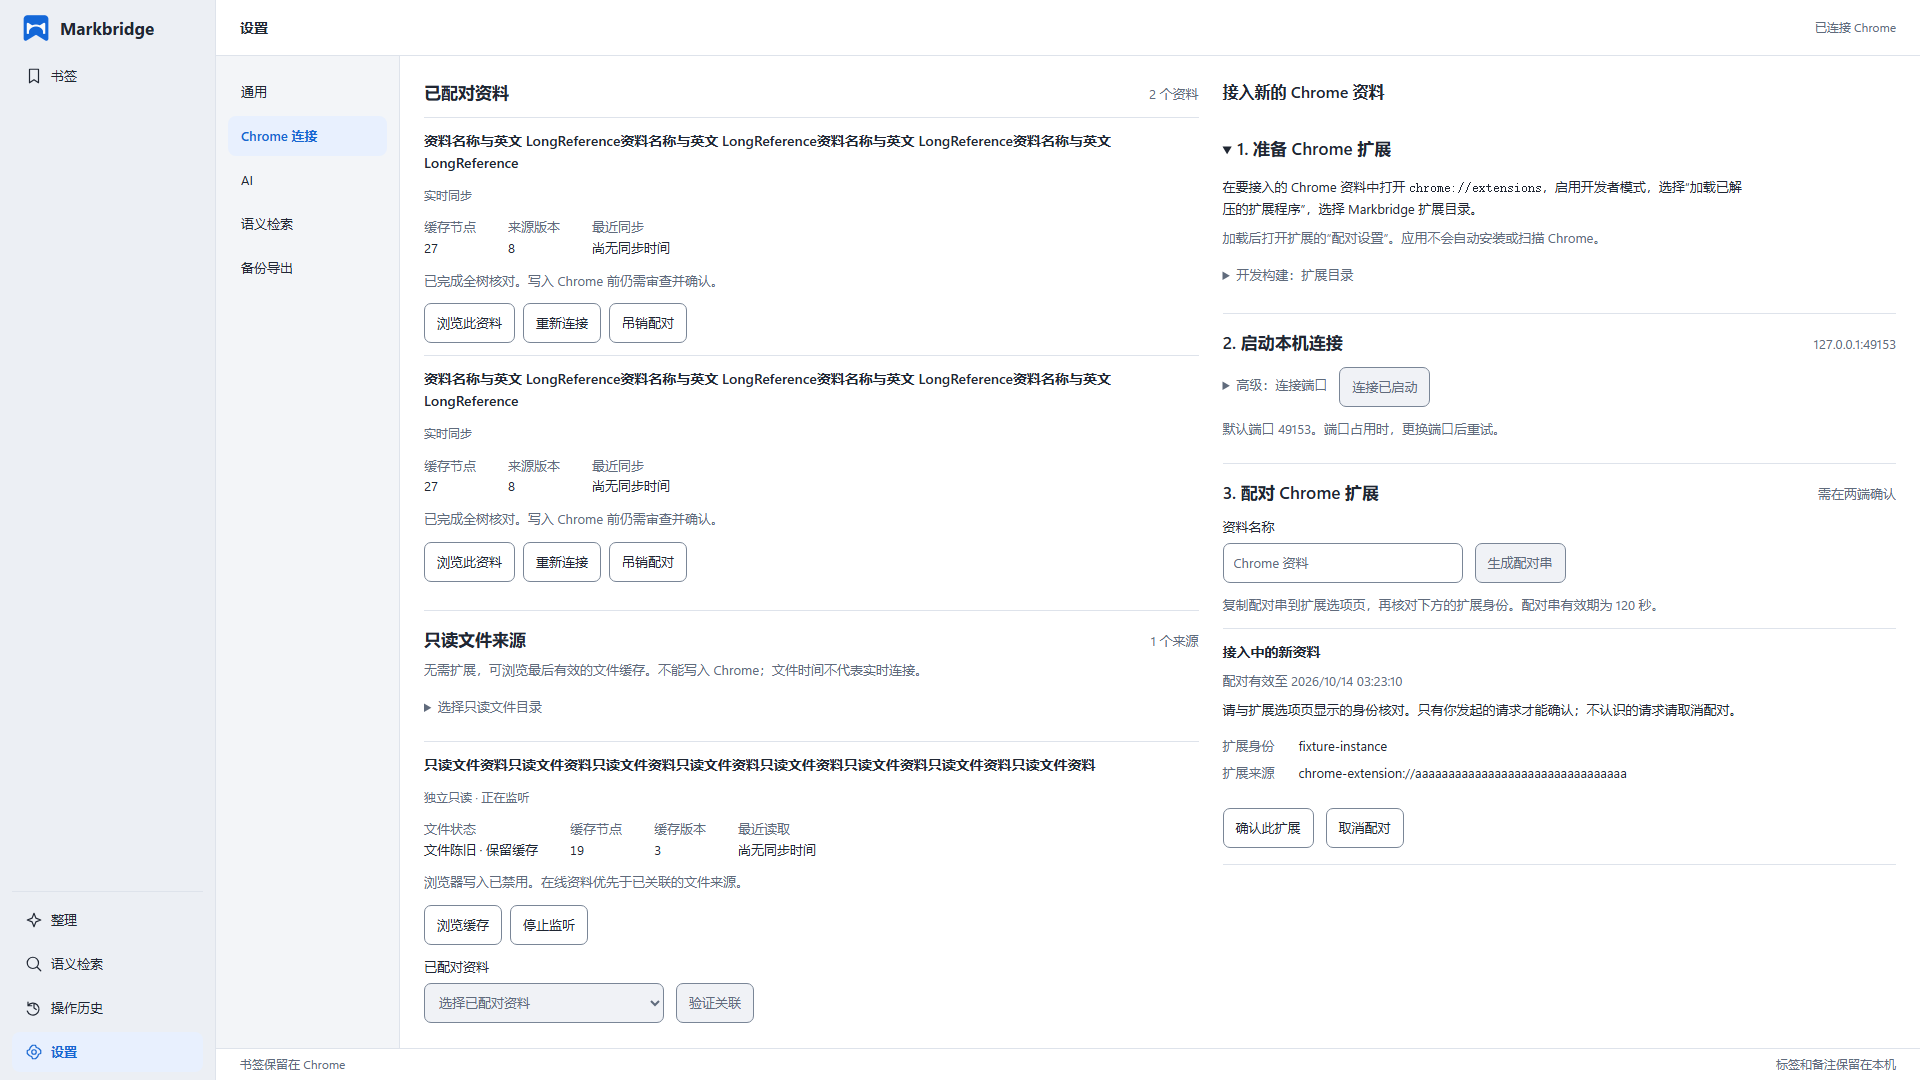 Markbridge
书签
整理
语义检索
操作历史
设置
设置
已连接 Chrome
通用
Chrome 连接
AI
语义检索
备份导出
已配对资料
2 个资料
资料名称与英文 LongReference资料名称与英文 LongReference资料名称与英文 LongReference资料名称与英文
LongReference
实时同步
缓存节点 来源版本 最近同步
27 8 尚无同步时间
已完成全树核对。写入 Chrome 前仍需审查并确认。
浏览此资料 重新连接 吊销配对
资料名称与英文 LongReference资料名称与英文 LongReference资料名称与英文 LongReference资料名称与英文
LongReference
实时同步
缓存节点 来源版本 最近同步
27 8 尚无同步时间
已完成全树核对。写入 Chrome 前仍需审查并确认。
浏览此资料 重新连接 吊销配对
只读文件来源
1 个来源
无需扩展，可浏览最后有效的文件缓存。不能写入 Chrome；文件时间不代表实时连接。
选择只读文件目录
只读文件资料只读文件资料只读文件资料只读文件资料只读文件资料只读文件资料只读文件资料只读文件资料
独立只读 · 正在监听
文件状态 缓存节点 缓存版本 最近读取
文件陈旧 · 保留缓存 19 3 尚无同步时间
浏览器写入已禁用。在线资料优先于已关联的文件来源。
浏览缓存 停止监听
已配对资料
选择已配对资料 验证关联
接入新的 Chrome 资料
1. 准备 Chrome 扩展
在要接入的 Chrome 资料中打开 chrome://extensions，启用开发者模式，选择“加载已解
压的扩展程序”，选择 Markbridge 扩展目录。
加载后打开扩展的“配对设置”。应用不会自动安装或扫描 Chrome。
开发构建：扩展目录
2. 启动本机连接
127.0.0.1:49153
高级：连接端口 连接已启动
默认端口 49153。端口占用时，更换端口后重试。
3. 配对 Chrome 扩展
需在两端确认
资料名称
Chrome 资料 生成配对串
复制配对串到扩展选项页，再核对下方的扩展身份。配对串有效期为 120 秒。
接入中的新资料
配对有效至 2026/10/14 03:23:10
请与扩展选项页显示的身份核对。只有你发起的请求才能确认；不认识的请求请取消配对。
扩展身份 fixture-instance
扩展来源 chrome-extension://aaaaaaaaaaaaaaaaaaaaaaaaaaaaaaaa
确认此扩展 取消配对
书签保留在 Chrome
标签和备注保留在本机